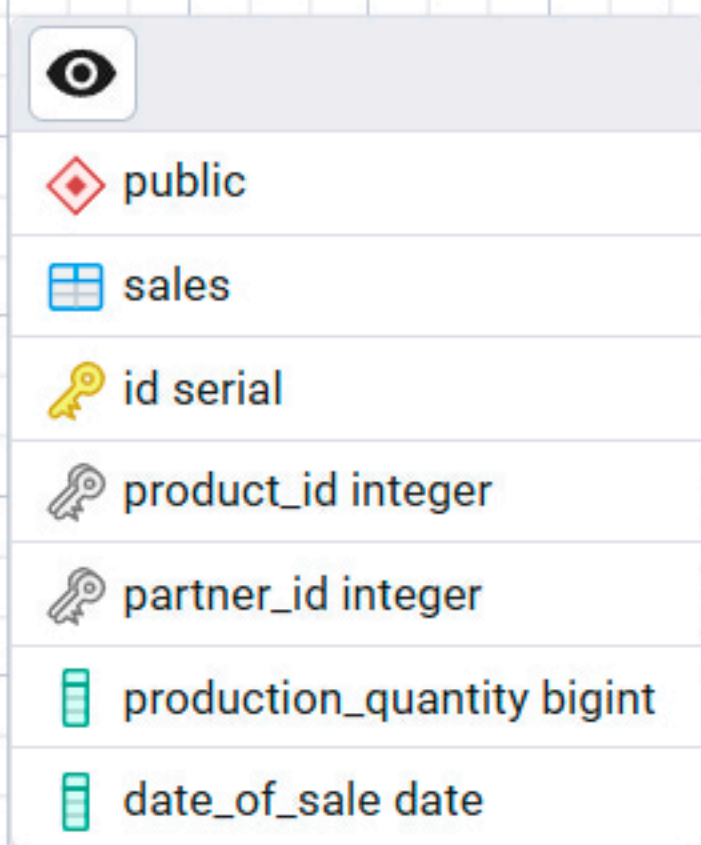 public
sales
id serial
product_id integer
partner_id integer
production_quantity bigint
date_of_sale date